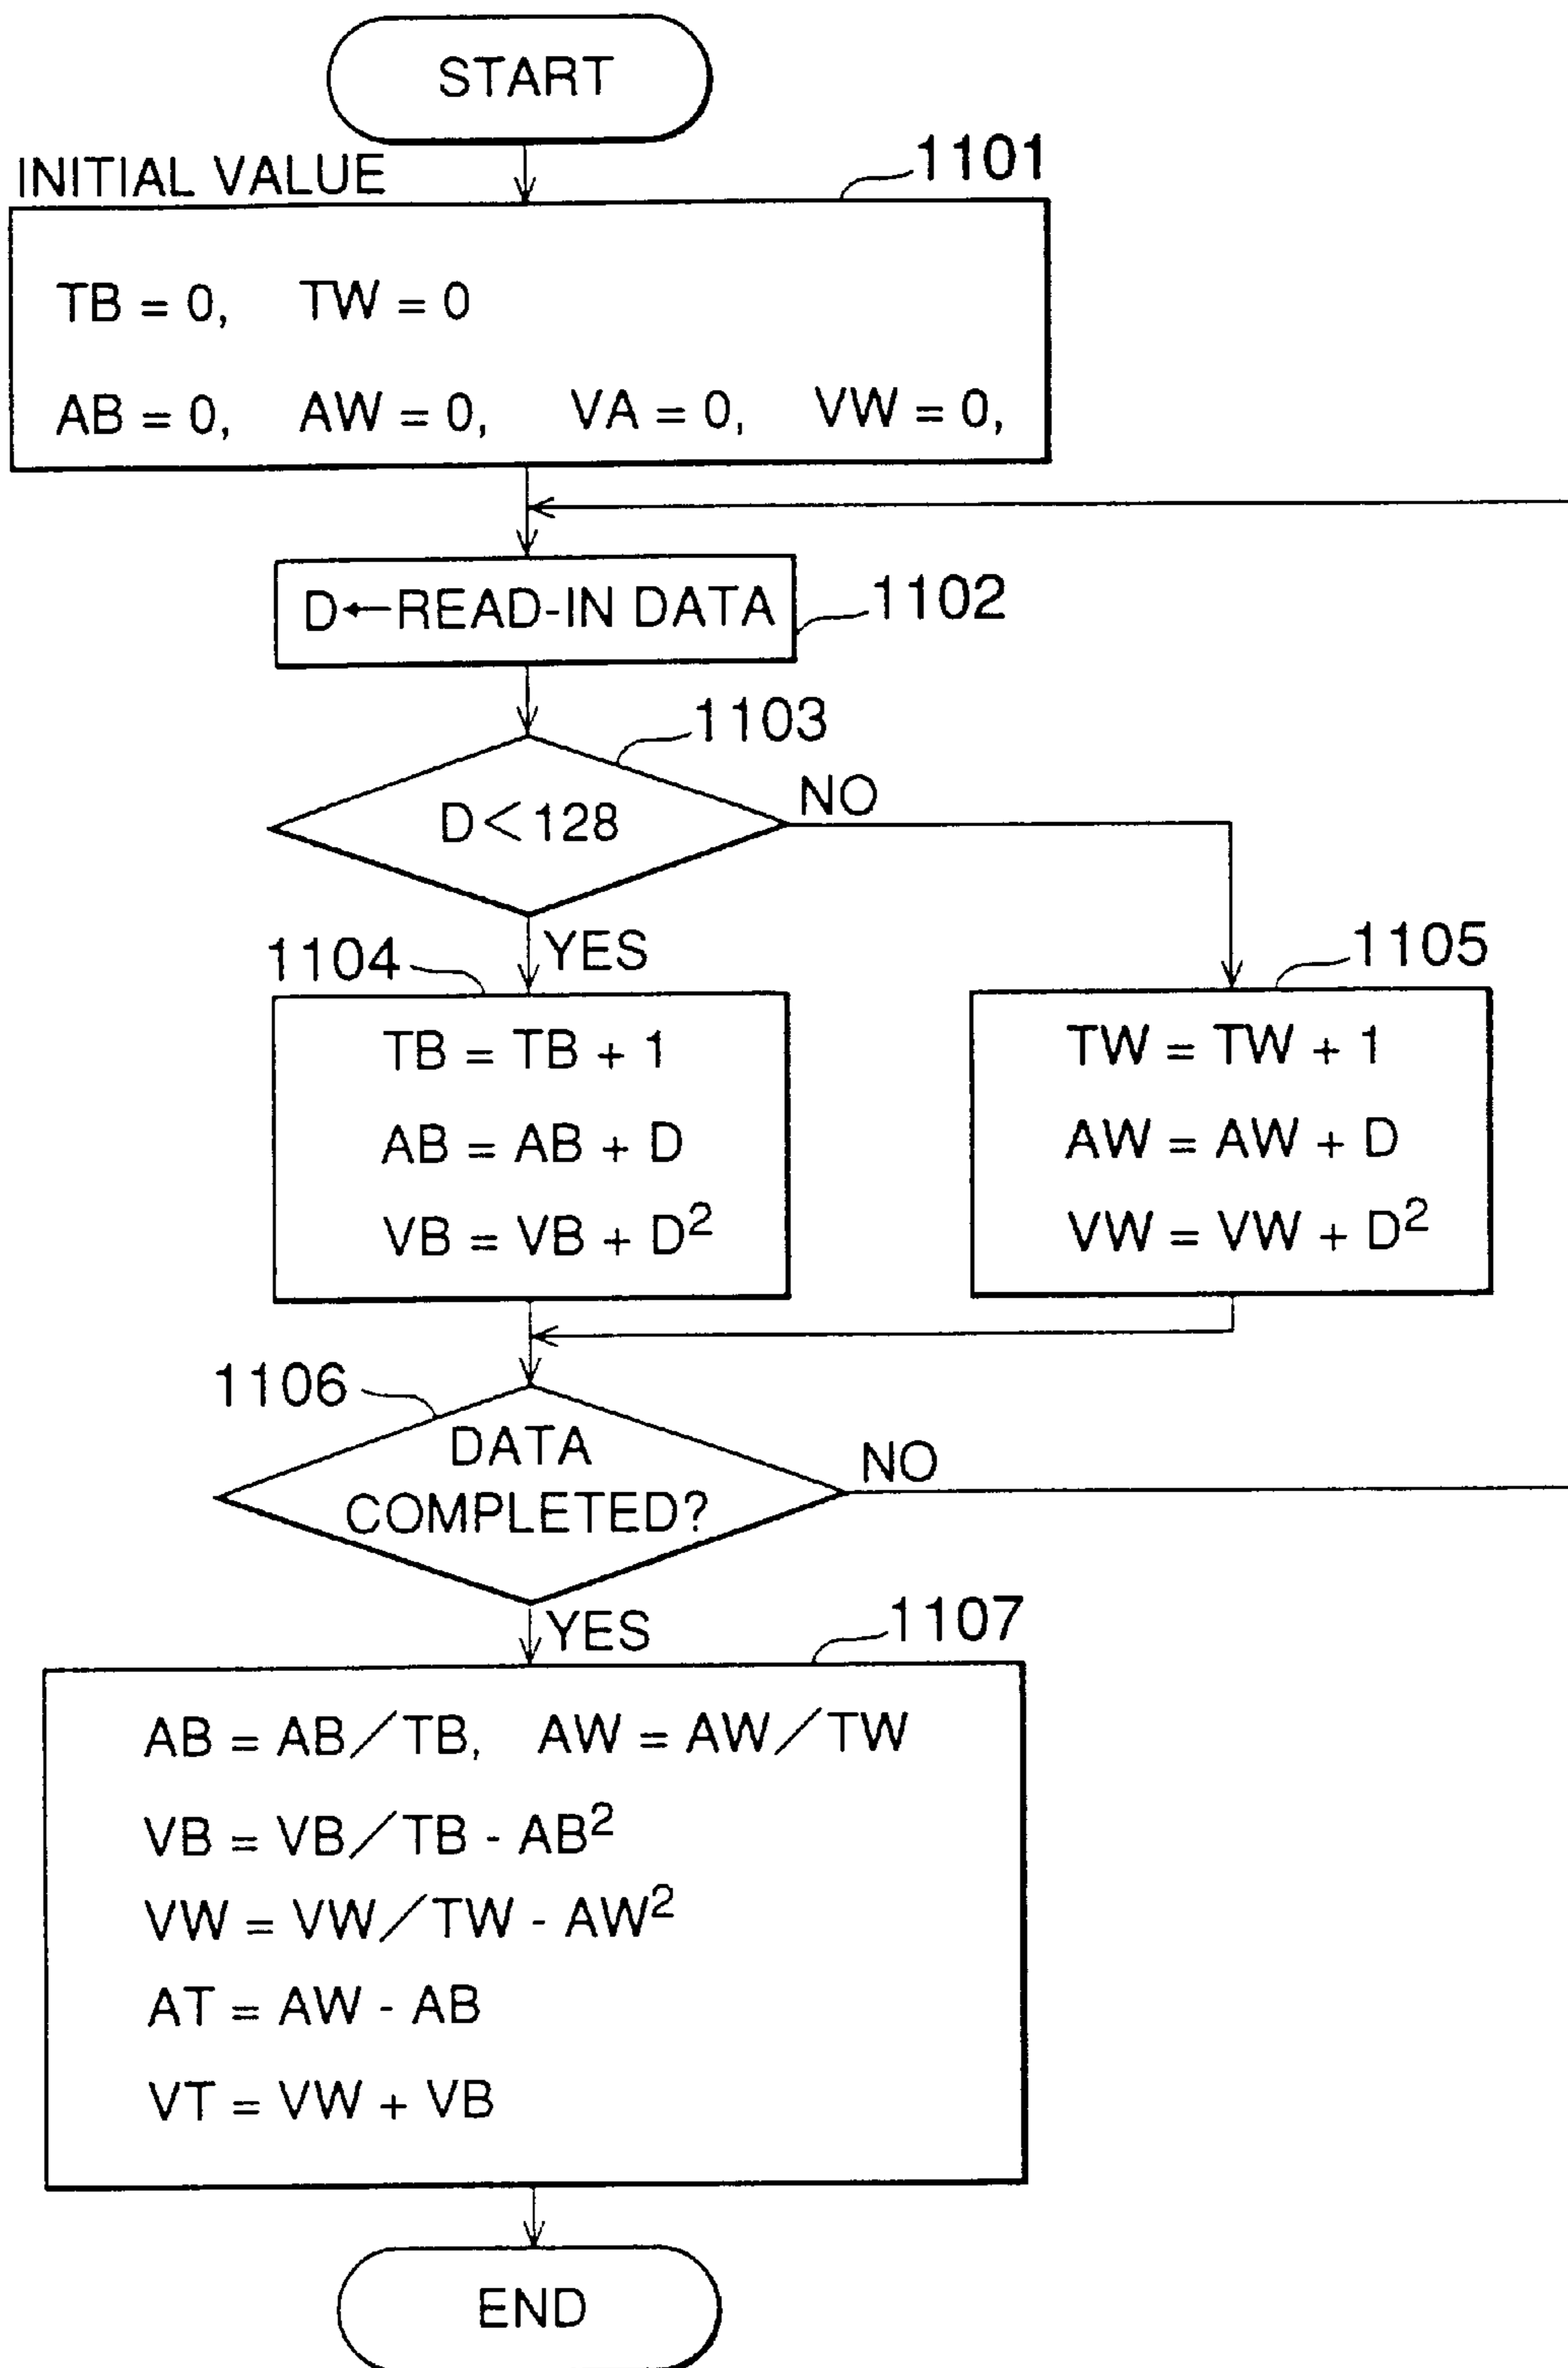 START
INITIAL VALUE
1101
TB = 0, TW = 0
AB = 0, AW = 0, VA = 0, VW = 0,
D←READ-IN DATA
1102
1103
D<128
NO
YES
1104
TB = TB + 1
AB = AB + D
VB = VB + D²
1105
TW = TW + 1
AW = AW + D
VW = VW + D²
1106
DATA
COMPLETED?
NO
YES
1107
AB = AB/TB, AW = AW/TW
VB = VB/TB - AB²
VW = VW/TW - AW²
AT = AW - AB
VT = VW + VB
END